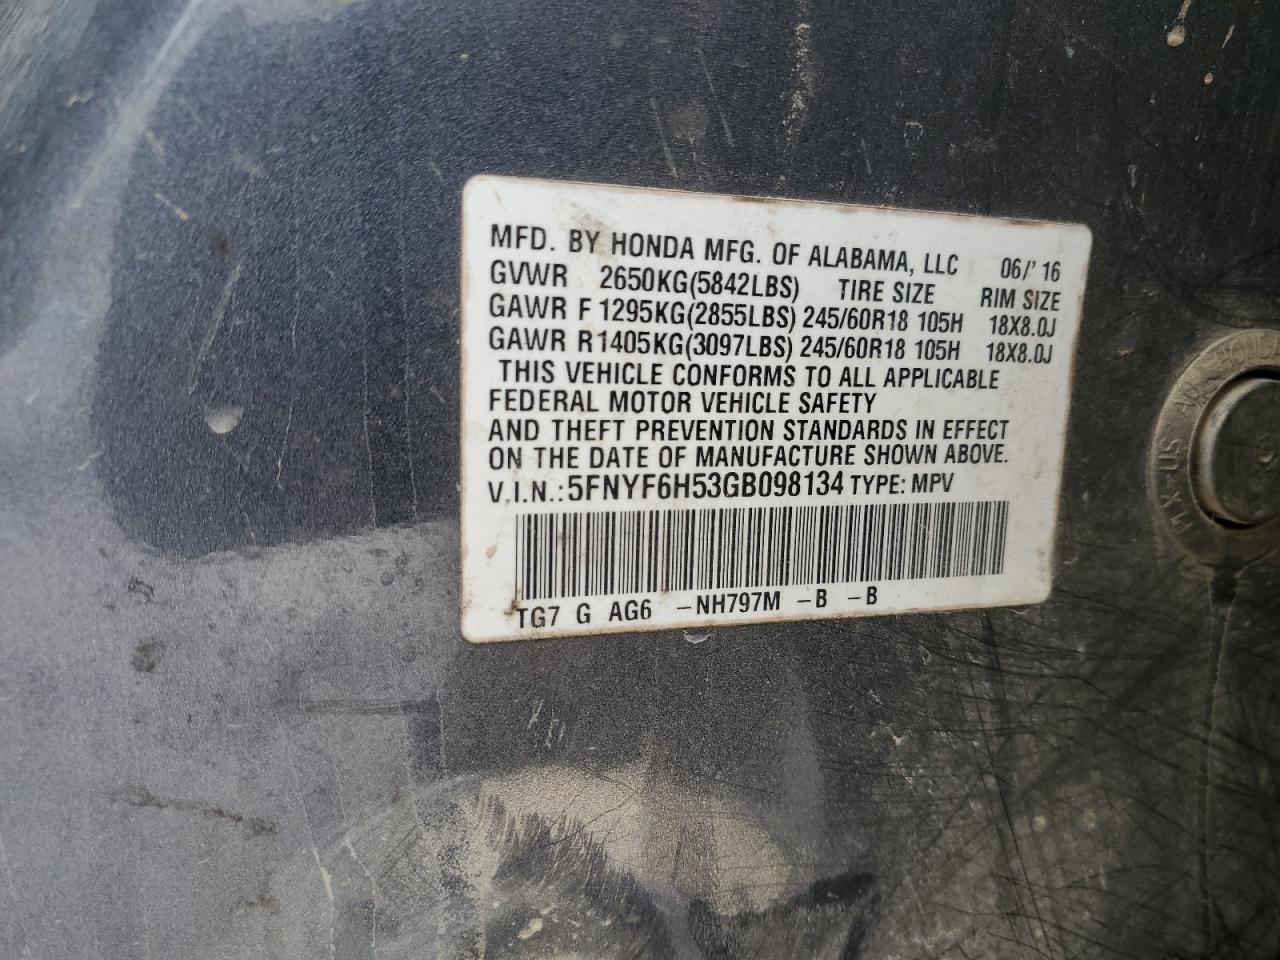 MFD. BY HONDA MFG. OF ALABAMA, LLC 06/'16
GVWR 2650KG(5842LBS) TIRE SIZE RIM SIZE
GAWR F 1295KG(2855LBS) 245/60R18 105H 18X8.0J
GAWR R1405KG(3097LBS) 245/60R18 105H 18X8.0J
THIS VEHICLE CONFORMS TO ALL APPLICABLE
FEDERAL MOTOR VEHICLE SAFETY
AND THEFT PREVENTION STANDARDS IN EFFECT
ON THE DATE OF MANUFACTURE SHOWN ABOVE.
V.I.N.: 5FNYF6H53GB098134 TYPE: MPV
TG7 G AG6 -NH797M -B -B